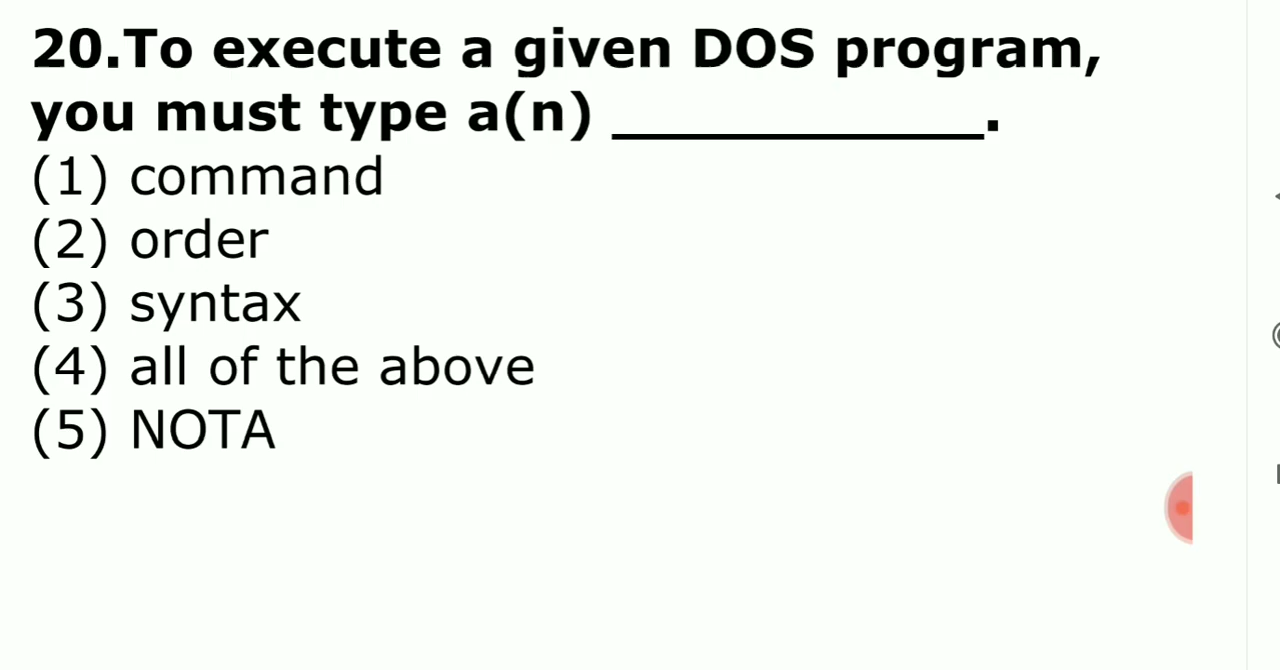 20.To execute a given DOS program,
you must type a(n) ______________.
(1) command
(2) order
(3) syntax
(4) all of the above
(5) NOTA